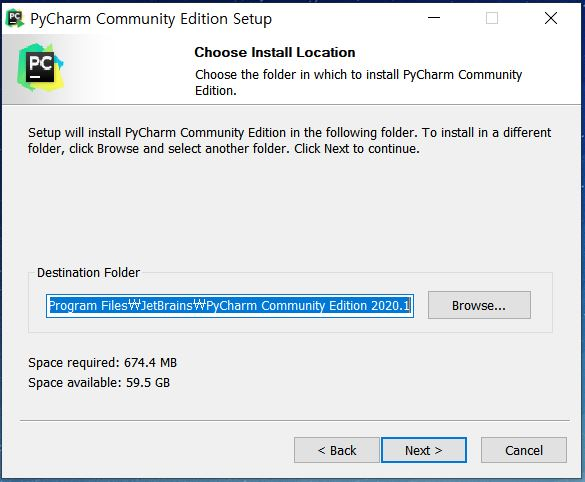 PyCharm Community Edition Setup
PC
Choose Install Location
Choose the folder in which to install PyCharm Community
Edition.
Setup will install PyCharm Community Edition in the following folder. To install in a different
folder, click Browse and select another folder. Click Next to continue.
Destination Folder
Program Files₩JetBrains₩PyCharm Community Edition 2020.1
Browse...
Space required: 674.4 MB
Space available: 59.5 GB
< Back
Next >
Cancel